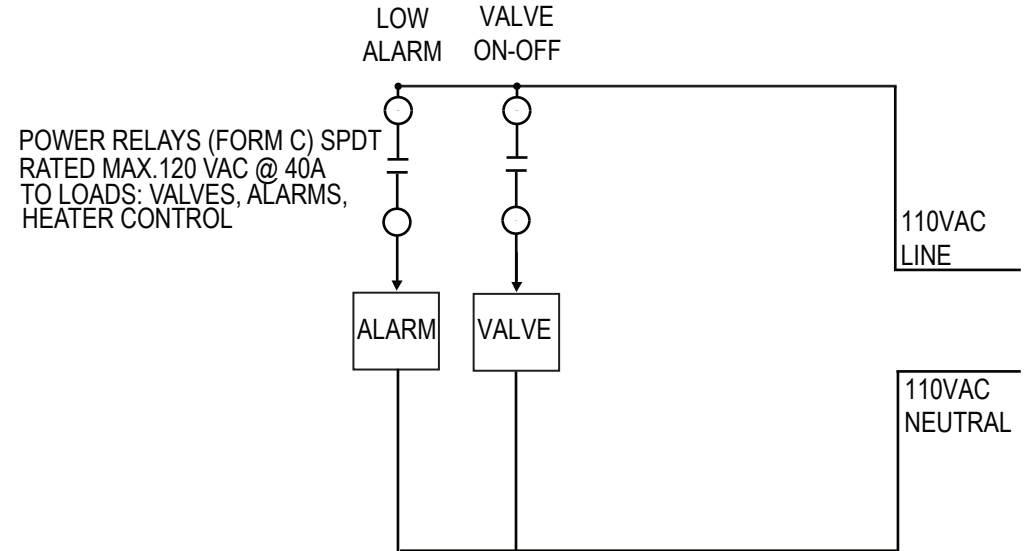 LOW
ALARM
VALVE
ON-OFF
POWER RELAYS (FORM C) SPDT
RATED MAX.120 VAC @ 40A
TO LOADS: VALVES, ALARMS,
HEATER CONTROL
110VAC
LINE
ALARM
VALVE
110VAC
NEUTRAL